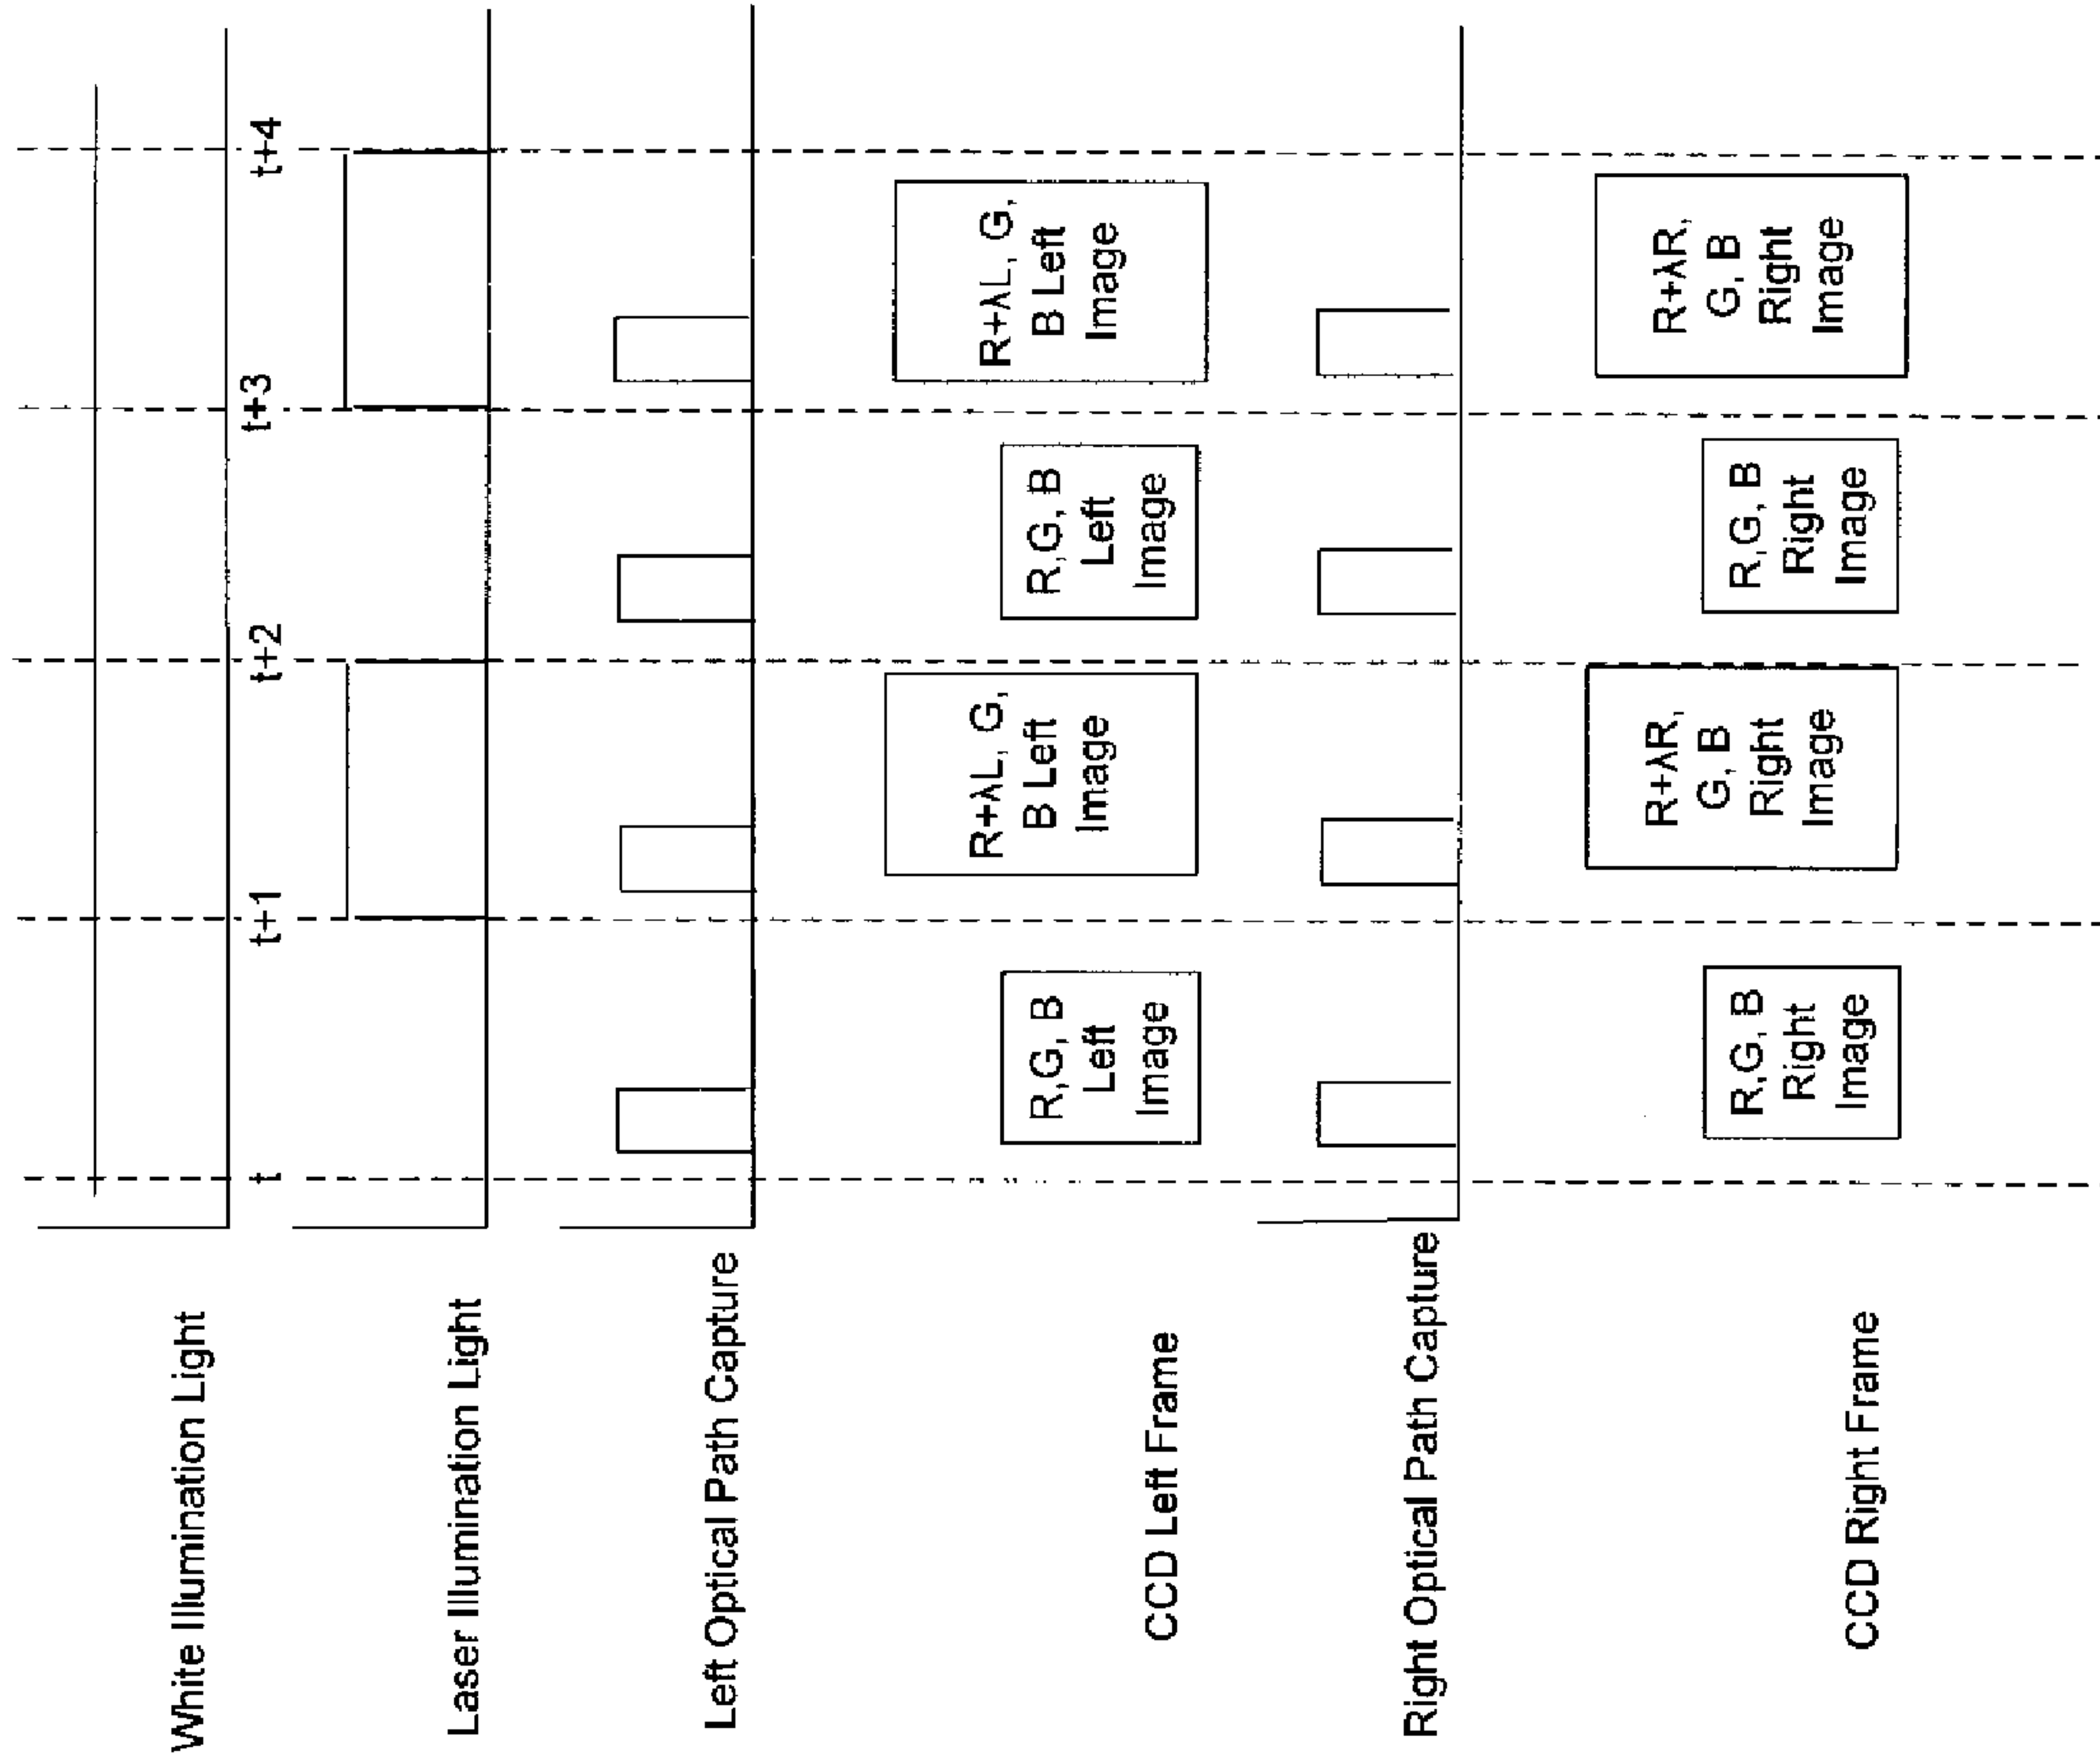 White Illumination Light
t
t+1
t+2
t+3
t+4
Laser Illumination Light
Left Optical Path Capture
CCD Left Frame
R,G, B
Left
Image
R+λL, G,
B Left
Image
R,G, B
Left
Image
R+λL, G,
B Left
Image
Right Optical Path Capture
CCD Right Frame
R,G, B
Right
Image
R+λR,
G, B
Right
Image
R,G, B
Right
Image
R+λR,
G, B
Right
Image